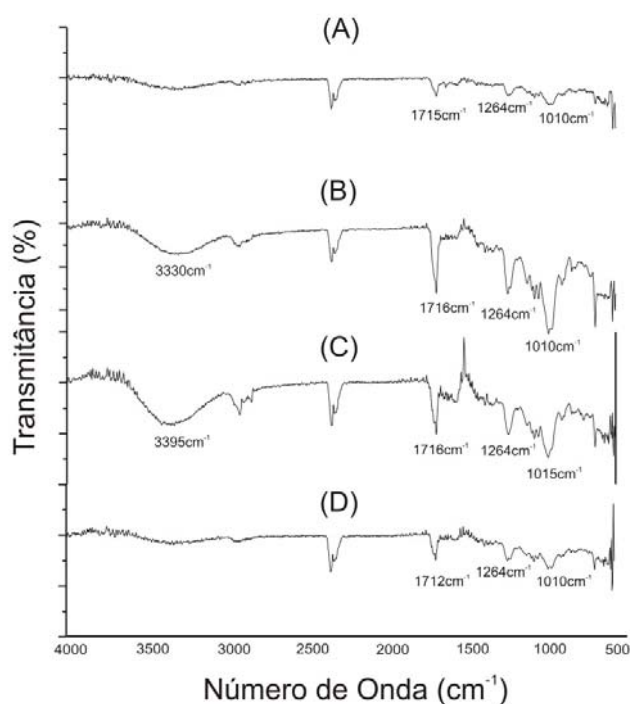 (A)
1715cm⁻¹ 1264cm⁻¹ 1010cm⁻¹
(B)
3330cm⁻¹ 1716cm⁻¹ 1264cm⁻¹ 1010cm⁻¹
(C)
3395cm⁻¹ 1716cm⁻¹ 1264cm⁻¹ 1015cm⁻¹
(D)
1712cm⁻¹ 1264cm⁻¹ 1010cm⁻¹
Transmitância (%)
4000 3500 3000 2500 2000 1500 1000 500
Número de Onda (cm⁻¹)